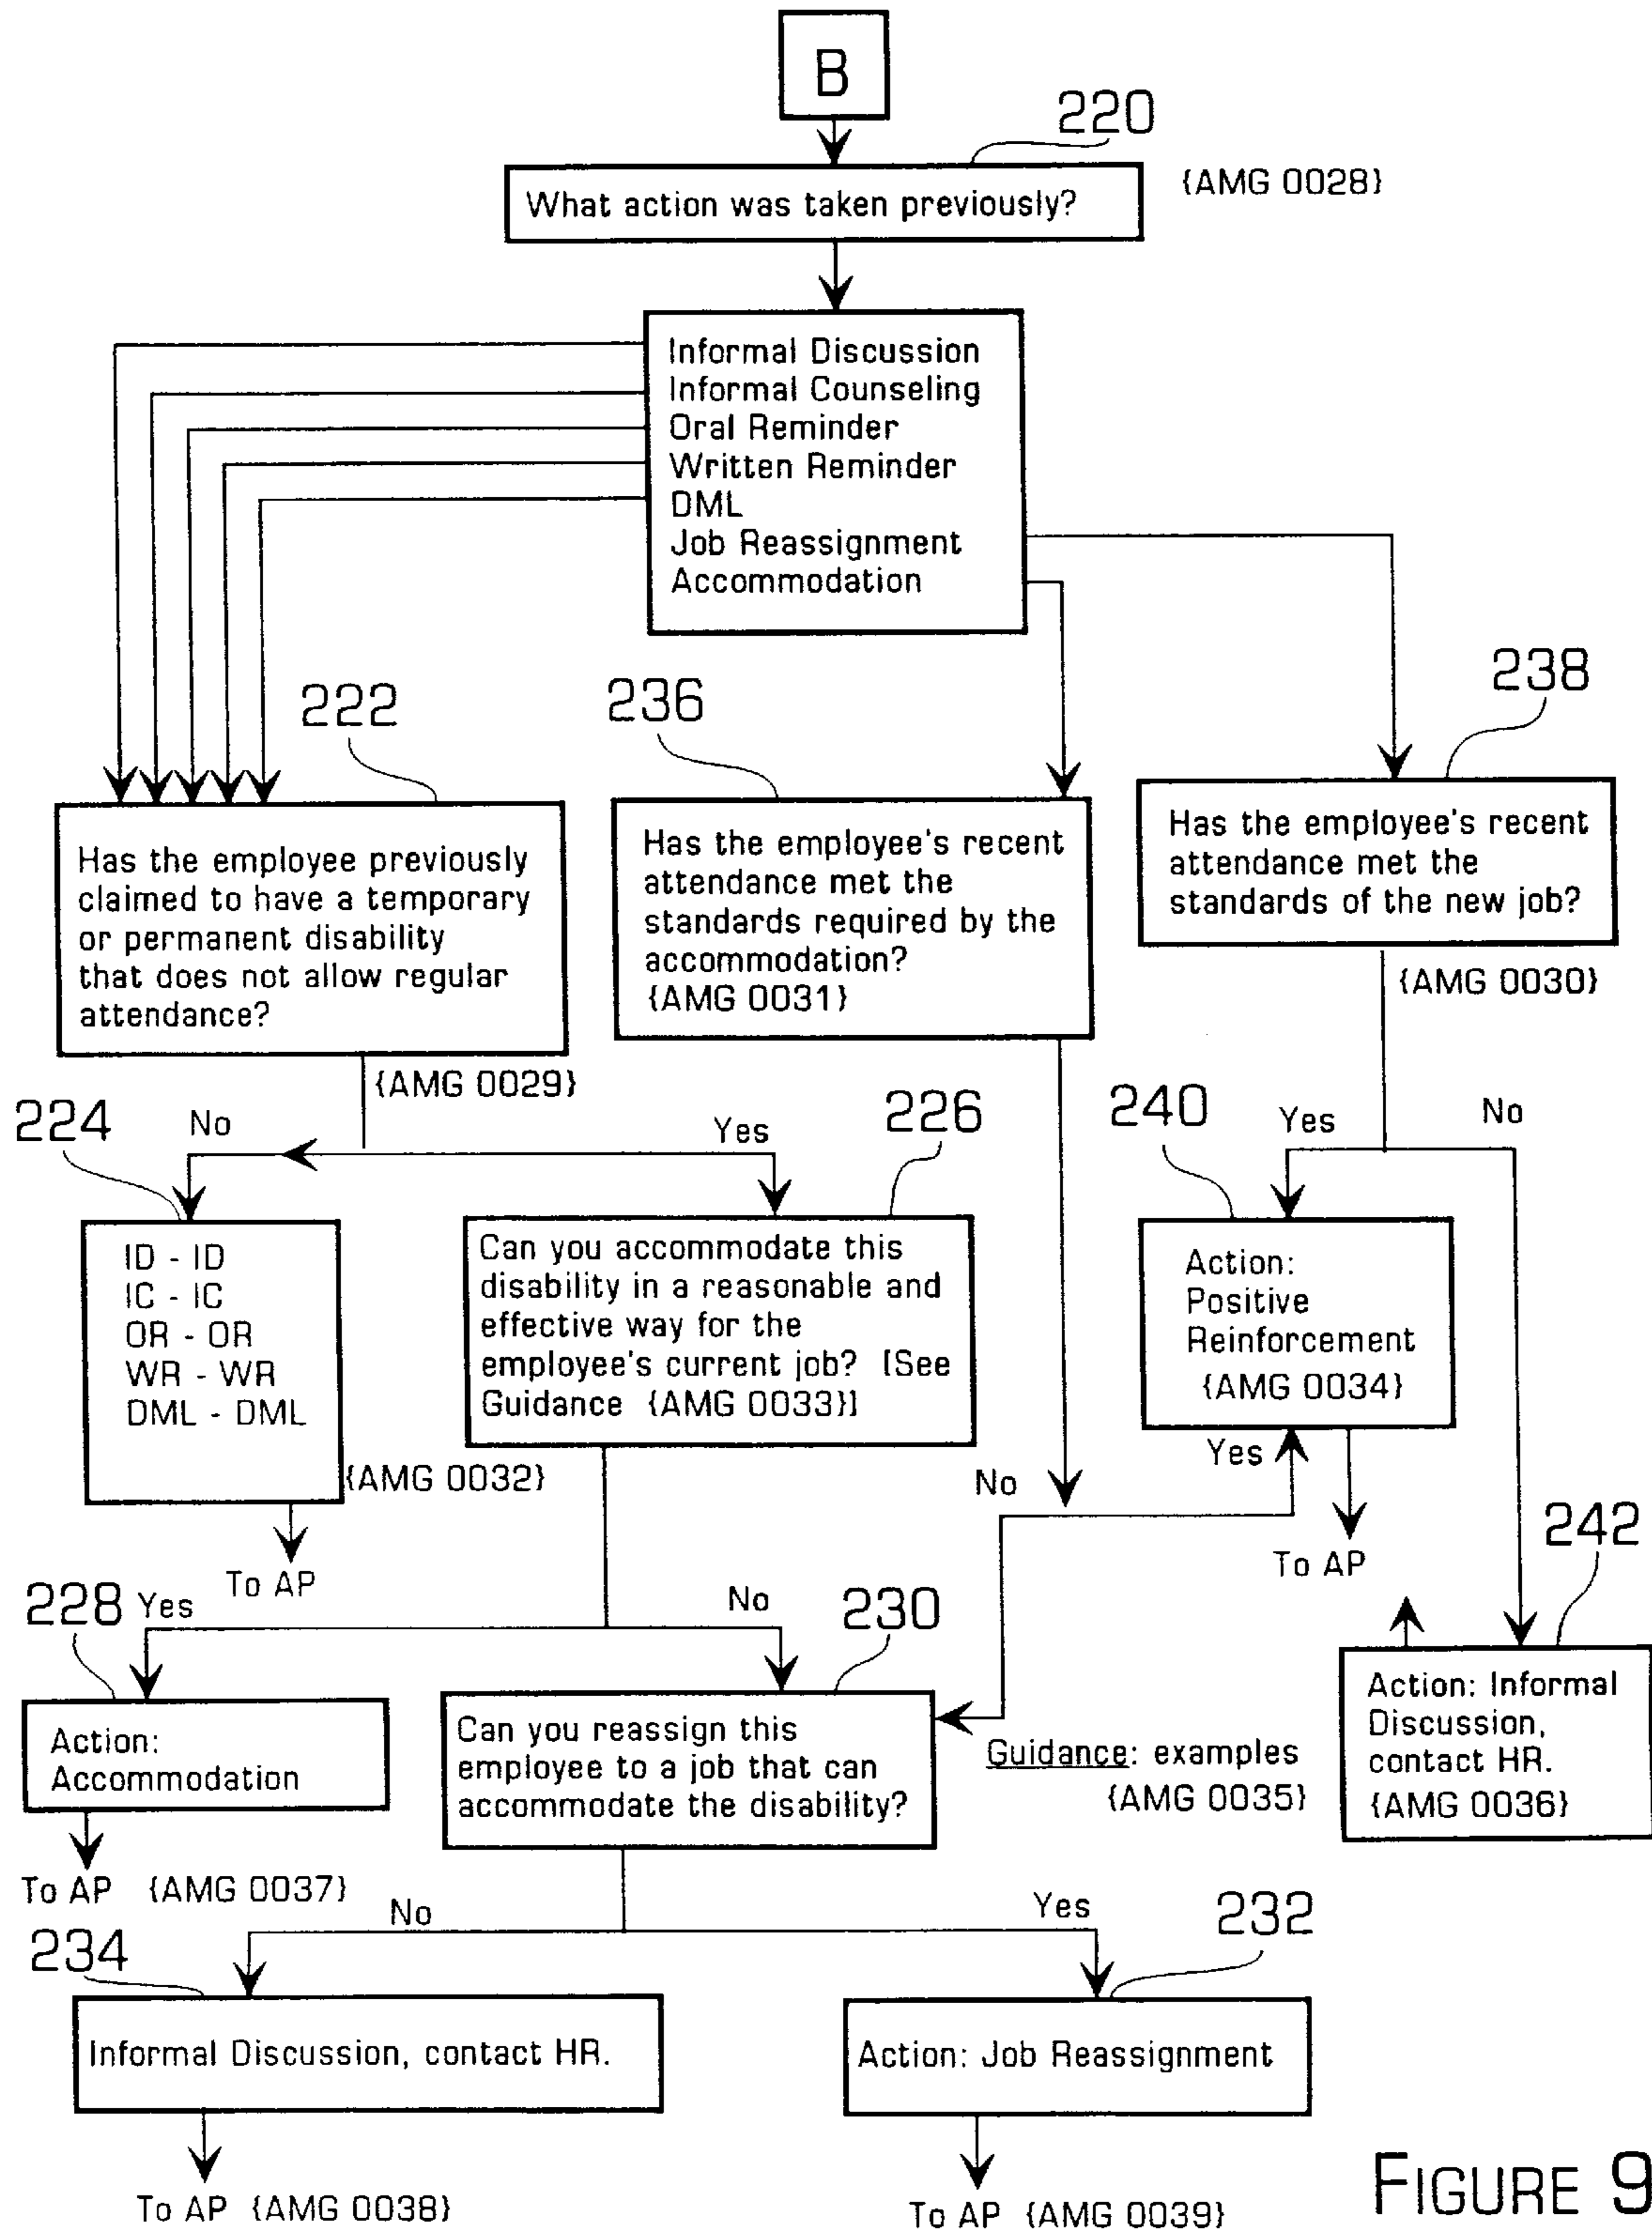 B
220
What action was taken previously?
{AMG 0028}
Informal Discussion
Informal Counseling
Oral Reminder
Written Reminder
DML
Job Reassignment
Accommodation
222
236
238
Has the employee previously
claimed to have a temporary
or permanent disability
that does not allow regular
attendance?
{AMG 0029}
Has the employee's recent
attendance met the
standards required by the
accommodation?
{AMG 0031}
Has the employee's recent
attendance met the
standards of the new job?
{AMG 0030}
224
No
Yes
226
240
Yes
No
ID - ID
IC - IC
OR - OR
WR - WR
DML - DML
{AMG 0032}
To AP
Can you accommodate this
disability in a reasonable and
effective way for the
employee's current job? [See
Guidance {AMG 0033}]
Action:
Positive
Reinforcement
{AMG 0034}
No
Yes
To AP
242
228
Yes
No
230
Action:
Accommodation
To AP {AMG 0037}
Can you reassign this
employee to a job that can
accommodate the disability?
Guidance: examples
{AMG 0035}
Action: Informal
Discussion,
contact HR.
{AMG 0036}
234
No
Yes
232
Informal Discussion, contact HR.
Action: Job Reassignment
To AP {AMG 0038}
To AP {AMG 0039}
FIGURE 9